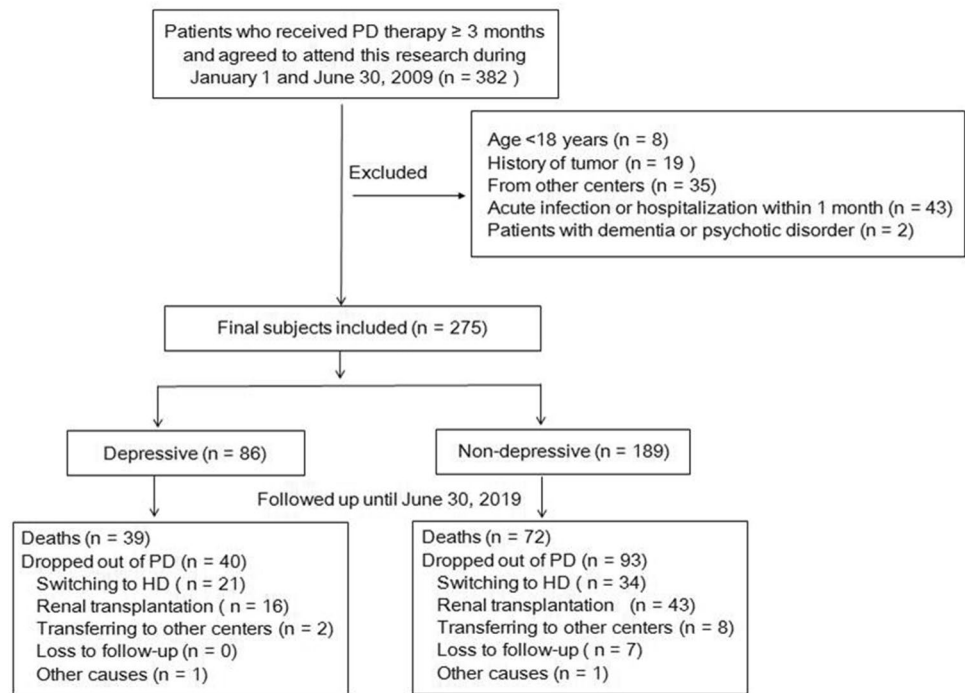 Patients who received PD therapy ≥ 3 months
and agreed to attend this research during
January 1 and June 30, 2009 (n = 382 )
Excluded
Age <18 years (n = 8)
History of tumor (n = 19 )
From other centers (n = 35)
Acute infection or hospitalization within 1 month (n = 43)
Patients with dementia or psychotic disorder (n = 2)
Final subjects included (n = 275)
Depressive (n = 86)
Non-depressive (n = 189)
Followed up until June 30, 2019
Deaths (n = 39)
Dropped out of PD (n = 40)
Switching to HD ( n = 21)
Renal transplantation ( n = 16)
Transferring to other centers (n = 2)
Loss to follow-up (n = 0)
Other causes (n = 1)
Deaths (n = 72)
Dropped out of PD (n = 93)
Switching to HD (n = 34)
Renal transplantation (n = 43)
Transferring to other centers (n = 8)
Loss to follow-up ( n = 7)
Other causes (n = 1)